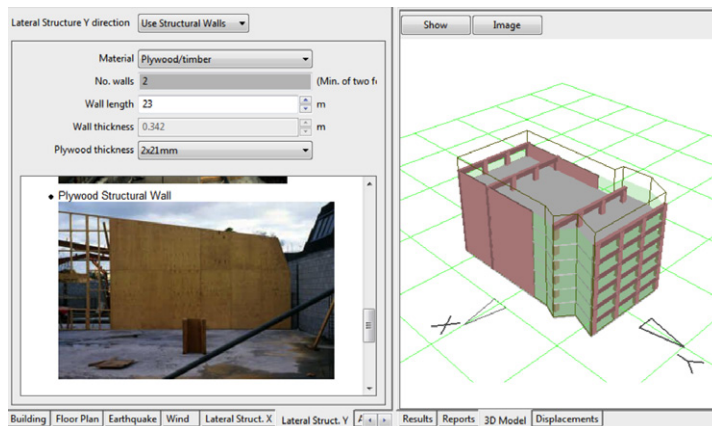 Lateral Structure Y direction Use Structural Walls
Show Image
Material Plywood/timber
No. walls 2 (Min. of two f
Wall length 23 m
Wall thickness 0.342 m
Plywood thickness 2x21mm
Plywood Structural Wall
X
Y
Building Floor Plan Earthquake Wind Lateral Struct. X Lateral Struct. Y
Results Reports 3D Model Displacements